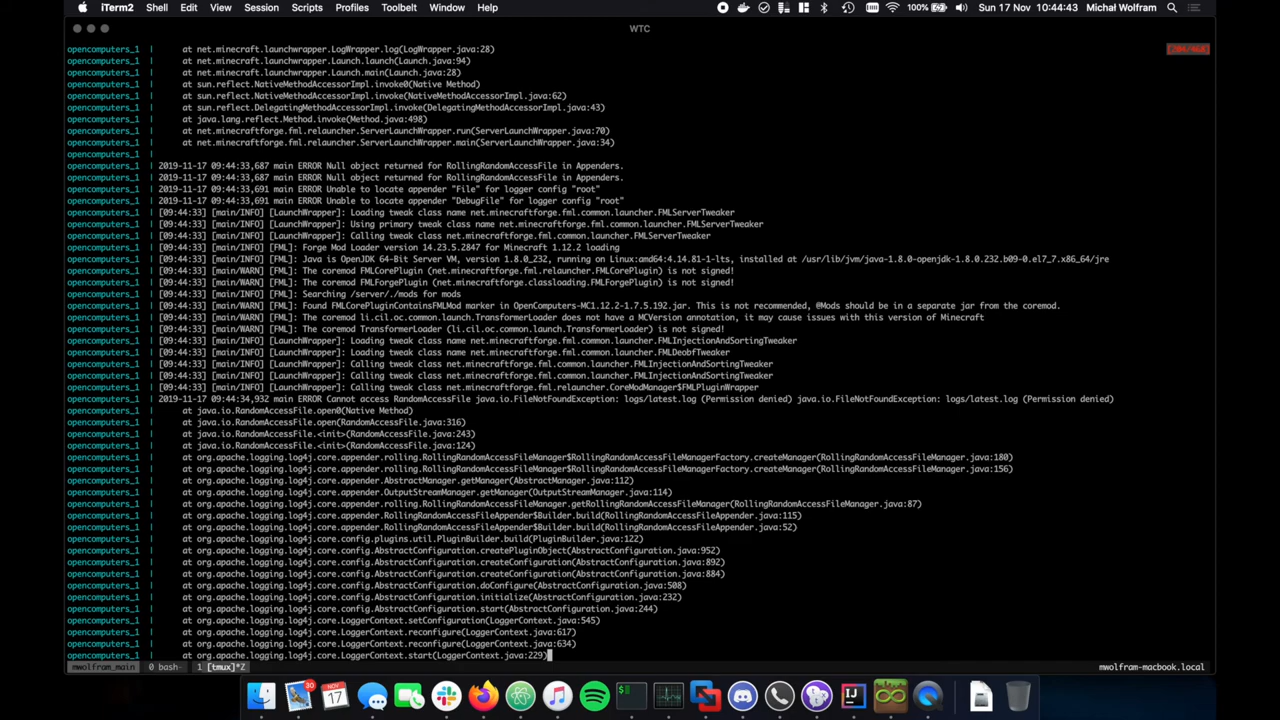 iTerm2 Shell Edit View Session Scripts Profiles Toolbelt Window Help 100% Sun 17 Nov 10:44:43 Michał Wolfram
WTC
opencomputers_1 | at net.minecraft.launchwrapper.LogWrapper.log(LogWrapper.java:28)
[204/468]
opencomputers_1 | at net.minecraft.launchwrapper.Launch.launch(Launch.java:94)
opencomputers_1 | at net.minecraft.launchwrapper.Launch.main(Launch.java:28)
opencomputers_1 | at sun.reflect.NativeMethodAccessorImpl.invoke0(Native Method)
opencomputers_1 | at sun.reflect.NativeMethodAccessorImpl.invoke(NativeMethodAccessorImpl.java:62)
opencomputers_1 | at sun.reflect.DelegatingMethodAccessorImpl.invoke(DelegatingMethodAccessorImpl.java:43)
opencomputers_1 | at java.lang.reflect.Method.invoke(Method.java:498)
opencomputers_1 | at net.minecraftforge.fml.relauncher.ServerLaunchWrapper.run(ServerLaunchWrapper.java:70)
opencomputers_1 | at net.minecraftforge.fml.relauncher.ServerLaunchWrapper.main(ServerLaunchWrapper.java:34)
opencomputers_1 |
opencomputers_1 | 2019-11-17 09:44:33,687 main ERROR Null object returned for RollingRandomAccessFile in Appenders.
opencomputers_1 | 2019-11-17 09:44:33,687 main ERROR Null object returned for RollingRandomAccessFile in Appenders.
opencomputers_1 | 2019-11-17 09:44:33,691 main ERROR Unable to locate appender "File" for logger config "root"
opencomputers_1 | 2019-11-17 09:44:33,691 main ERROR Unable to locate appender "DebugFile" for logger config "root"
opencomputers_1 | [09:44:33] [main/INFO] [LaunchWrapper]: Loading tweak class name net.minecraftforge.fml.common.launcher.FMLServerTweaker
opencomputers_1 | [09:44:33] [main/INFO] [LaunchWrapper]: Using primary tweak class name net.minecraftforge.fml.common.launcher.FMLServerTweaker
opencomputers_1 | [09:44:33] [main/INFO] [LaunchWrapper]: Calling tweak class net.minecraftforge.fml.common.launcher.FMLServerTweaker
opencomputers_1 | [09:44:33] [main/INFO] [FML]: Forge Mod Loader version 14.23.5.2847 for Minecraft 1.12.2 loading
opencomputers_1 | [09:44:33] [main/INFO] [FML]: Java is OpenJDK 64-Bit Server VM, version 1.8.0_232, running on Linux:amd64:4.14.81-1-lts, installed at /usr/lib/jvm/java-1.8.0-openjdk-1.8.0.232.b09-0.el7_7.x86_64/jre
opencomputers_1 | [09:44:33] [main/WARN] [FML]: The coremod FMLCorePlugin (net.minecraftforge.fml.relauncher.FMLCorePlugin) is not signed!
opencomputers_1 | [09:44:33] [main/WARN] [FML]: The coremod FMLForgePlugin (net.minecraftforge.classloading.FMLForgePlugin) is not signed!
opencomputers_1 | [09:44:33] [main/INFO] [FML]: Searching /server/./mods for mods
opencomputers_1 | [09:44:33] [main/WARN] [FML]: Found FMLCorePluginContainsFMLMod marker in OpenComputers-MC1.12.2-1.7.5.192.jar. This is not recommended, @Mods should be in a separate jar from the coremod.
opencomputers_1 | [09:44:33] [main/WARN] [FML]: The coremod li.cil.oc.common.launch.TransformerLoader does not have a MCVersion annotation, it may cause issues with this version of Minecraft
opencomputers_1 | [09:44:33] [main/WARN] [FML]: The coremod TransformerLoader (li.cil.oc.common.launch.TransformerLoader) is not signed!
opencomputers_1 | [09:44:33] [main/INFO] [LaunchWrapper]: Loading tweak class name net.minecraftforge.fml.common.launcher.FMLInjectionAndSortingTweaker
opencomputers_1 | [09:44:33] [main/INFO] [LaunchWrapper]: Loading tweak class name net.minecraftforge.fml.common.launcher.FMLDeobfTweaker
opencomputers_1 | [09:44:33] [main/INFO] [LaunchWrapper]: Calling tweak class net.minecraftforge.fml.common.launcher.FMLInjectionAndSortingTweaker
opencomputers_1 | [09:44:33] [main/INFO] [LaunchWrapper]: Calling tweak class net.minecraftforge.fml.common.launcher.FMLInjectionAndSortingTweaker
opencomputers_1 | [09:44:33] [main/INFO] [LaunchWrapper]: Calling tweak class net.minecraftforge.fml.relauncher.CoreModManager$FMLPluginWrapper
opencomputers_1 | 2019-11-17 09:44:34,932 main ERROR Cannot access RandomAccessFile java.io.FileNotFoundException: logs/latest.log (Permission denied) java.io.FileNotFoundException: logs/latest.log (Permission denied)
opencomputers_1 | at java.io.RandomAccessFile.open0(Native Method)
opencomputers_1 | at java.io.RandomAccessFile.open(RandomAccessFile.java:316)
opencomputers_1 | at java.io.RandomAccessFile.<init>(RandomAccessFile.java:243)
opencomputers_1 | at java.io.RandomAccessFile.<init>(RandomAccessFile.java:124)
opencomputers_1 | at org.apache.logging.log4j.core.appender.rolling.RollingRandomAccessFileManager$RollingRandomAccessFileManagerFactory.createManager(RollingRandomAccessFileManager.java:180)
opencomputers_1 | at org.apache.logging.log4j.core.appender.rolling.RollingRandomAccessFileManager$RollingRandomAccessFileManagerFactory.createManager(RollingRandomAccessFileManager.java:156)
opencomputers_1 | at org.apache.logging.log4j.core.appender.AbstractManager.getManager(AbstractManager.java:112)
opencomputers_1 | at org.apache.logging.log4j.core.appender.OutputStreamManager.getManager(OutputStreamManager.java:114)
opencomputers_1 | at org.apache.logging.log4j.core.appender.rolling.RollingRandomAccessFileManager.getRollingRandomAccessFileManager(RollingRandomAccessFileManager.java:87)
opencomputers_1 | at org.apache.logging.log4j.core.appender.RollingRandomAccessFileAppender$Builder.build(RollingRandomAccessFileAppender.java:115)
opencomputers_1 | at org.apache.logging.log4j.core.appender.RollingRandomAccessFileAppender$Builder.build(RollingRandomAccessFileAppender.java:52)
opencomputers_1 | at org.apache.logging.log4j.core.config.plugins.util.PluginBuilder.build(PluginBuilder.java:122)
opencomputers_1 | at org.apache.logging.log4j.core.config.AbstractConfiguration.createPluginObject(AbstractConfiguration.java:952)
opencomputers_1 | at org.apache.logging.log4j.core.config.AbstractConfiguration.createConfiguration(AbstractConfiguration.java:892)
opencomputers_1 | at org.apache.logging.log4j.core.config.AbstractConfiguration.createConfiguration(AbstractConfiguration.java:884)
opencomputers_1 | at org.apache.logging.log4j.core.config.AbstractConfiguration.doConfigure(AbstractConfiguration.java:508)
opencomputers_1 | at org.apache.logging.log4j.core.config.AbstractConfiguration.initialize(AbstractConfiguration.java:232)
opencomputers_1 | at org.apache.logging.log4j.core.config.AbstractConfiguration.start(AbstractConfiguration.java:244)
opencomputers_1 | at org.apache.logging.log4j.core.LoggerContext.setConfiguration(LoggerContext.java:545)
opencomputers_1 | at org.apache.logging.log4j.core.LoggerContext.reconfigure(LoggerContext.java:617)
opencomputers_1 | at org.apache.logging.log4j.core.LoggerContext.reconfigure(LoggerContext.java:634)
opencomputers_1 | at org.apache.logging.log4j.core.LoggerContext.start(LoggerContext.java:229)
mwolfram_main 0 bash- 1 [tmux]*Z mwolfram-macbook.local
30
NOV
17
$